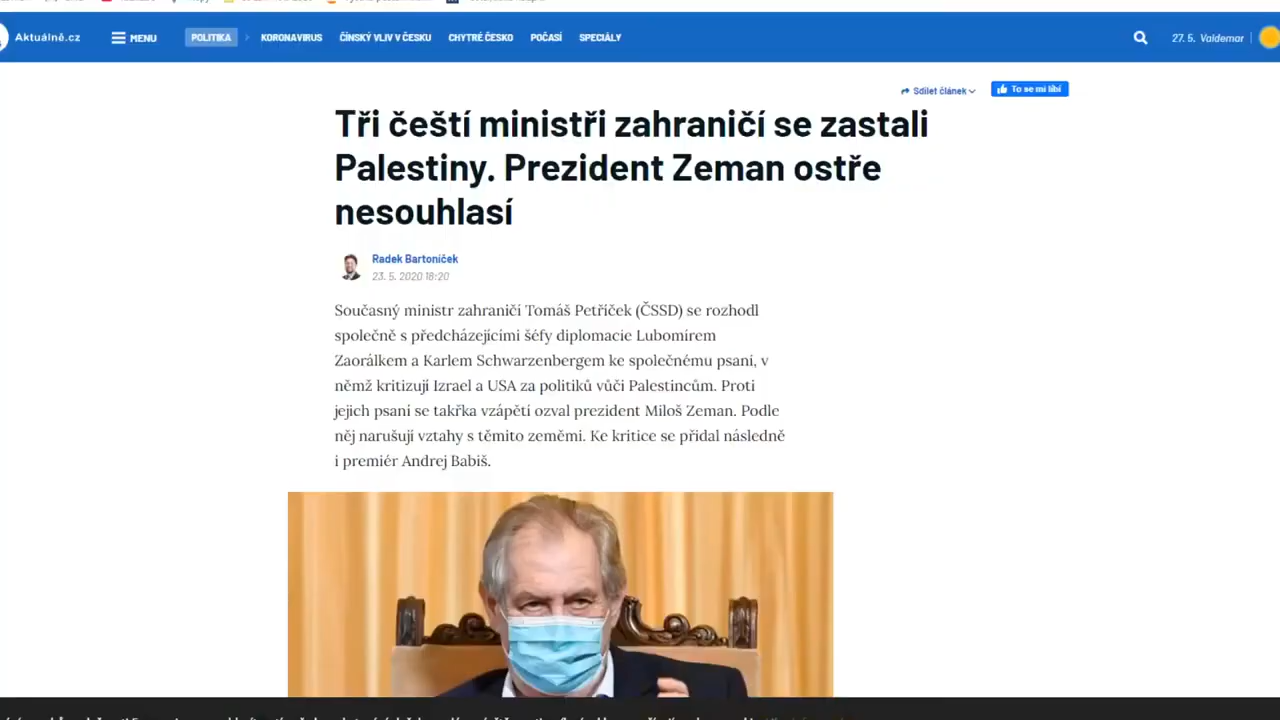 Aktuálně.cz
MENU
POLITIKA
KORONAVIRUS
ČÍNSKÝ VLIV V ČESKU
CHYTRÉ ČESKO
POČASÍ
SPECIÁLY
27. 5. Valdemar
Sdílet článek
To se mi líbí
Tři čeští ministři zahraničí se zastali
Palestiny. Prezident Zeman ostře
nesouhlasí
Radek Bartoníček
23. 5. 2020 18:20
Současný ministr zahraničí Tomáš Petříček (ČSSD) se rozhodl
společně s předcházejícími šéfy diplomacie Lubomírem
Zaorálkem a Karlem Schwarzenbergem ke společnému psaní, v
němž kritizují Izrael a USA za politiku vůči Palestincům. Proti
jejich psaní se takřka vzápětí ozval prezident Miloš Zeman. Podle
něj narušují vztahy s těmito zeměmi. Ke kritice se přidal následně
i premiér Andrej Babiš.